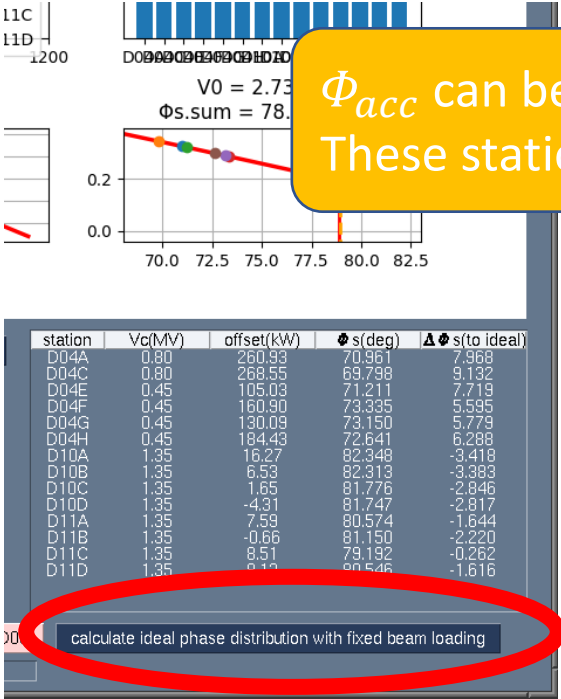 11C
11D
1200
V0 = 2.73
Φs.sum = 78.
Φacc can be
These statio
0.2
0.0
70.0 72.5 75.0 77.5 80.0 82.5
station Vc(MV) offset(kW) Φs(deg) ΔΦs(to ideal)
D04A 0.80 260.93 70.961 7.968
D04C 0.80 268.55 69.798 9.132
D04E 0.45 105.03 71.211 7.719
D04F 0.45 160.90 73.335 5.595
D04G 0.45 130.09 73.150 5.779
D04H 0.45 184.43 72.641 6.288
D10A 1.35 16.27 82.348 -3.418
D10B 1.35 6.53 82.313 -3.383
D10C 1.35 1.65 81.776 -2.846
D10D 1.35 -4.31 81.747 -2.817
D11A 1.35 7.59 80.574 -1.644
D11B 1.35 -0.66 81.150 -2.220
D11C 1.35 8.51 79.192 -0.262
D11D 1.35 80.546 -1.616
calculate ideal phase distribution with fixed beam loading